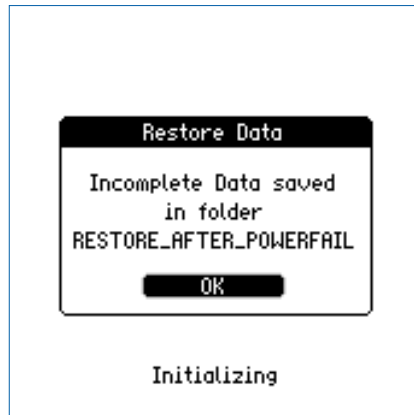 Restore Data
Incomplete Data saved
in folder
RESTORE_AFTER_POWERFAIL
OK
Initializing